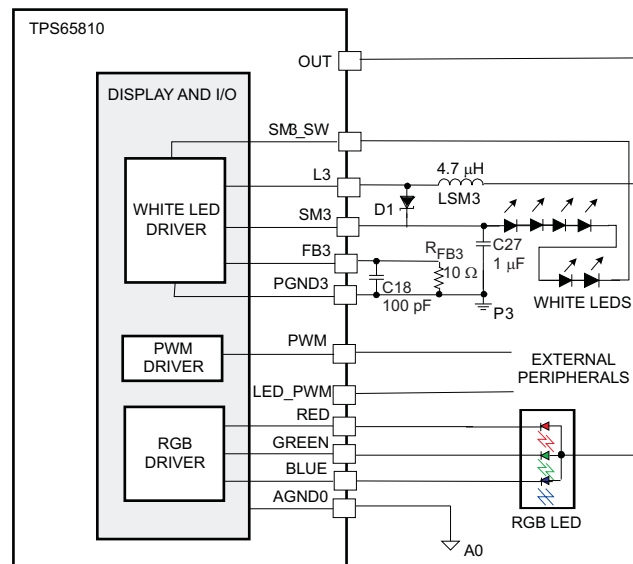 TPS65810
OUT
DISPLAY AND I/O
SM3_SW
4.7 μH
L3
LSM3
D1
WHITE LED
DRIVER
SM3
C27
1 μF
FB3
RFB3
10 Ω
C18
100 pF
PGND3
P3
WHITE LEDS
PWM
PWM
DRIVER
EXTERNAL
PERIPHERALS
LED_PWM
RED
GREEN
RGB
DRIVER
BLUE
AGND0
RGB LED
A0